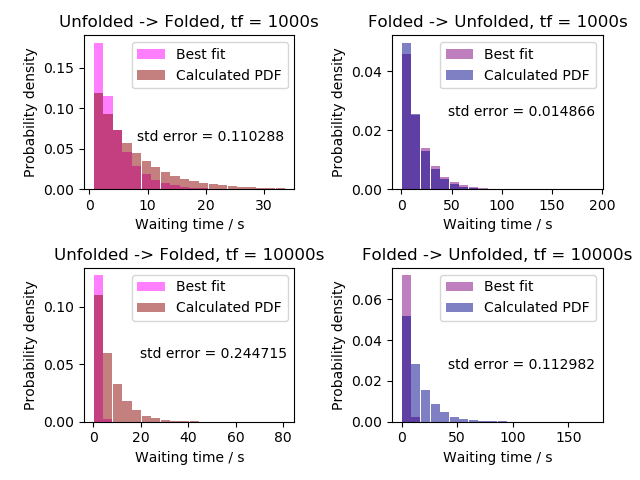 Unfolded -> Folded, tf = 1000s
Probability density
0.15
0.10
0.05
0.00
Best fit
Calculated PDF
std error = 0.110288
0 10 20 30
Waiting time / s
Folded -> Unfolded, tf = 1000s
Probability density
0.04
0.02
0.00
Best fit
Calculated PDF
std error = 0.014866
0 50 100 150 200
Waiting time / s
Unfolded -> Folded, tf = 10000s
Probability density
0.10
0.05
0.00
Best fit
Calculated PDF
std error = 0.244715
0 20 40 60 80
Waiting time / s
Folded -> Unfolded, tf = 10000s
Probability density
0.06
0.04
0.02
0.00
Best fit
Calculated PDF
std error = 0.112982
0 50 100 150
Waiting time / s